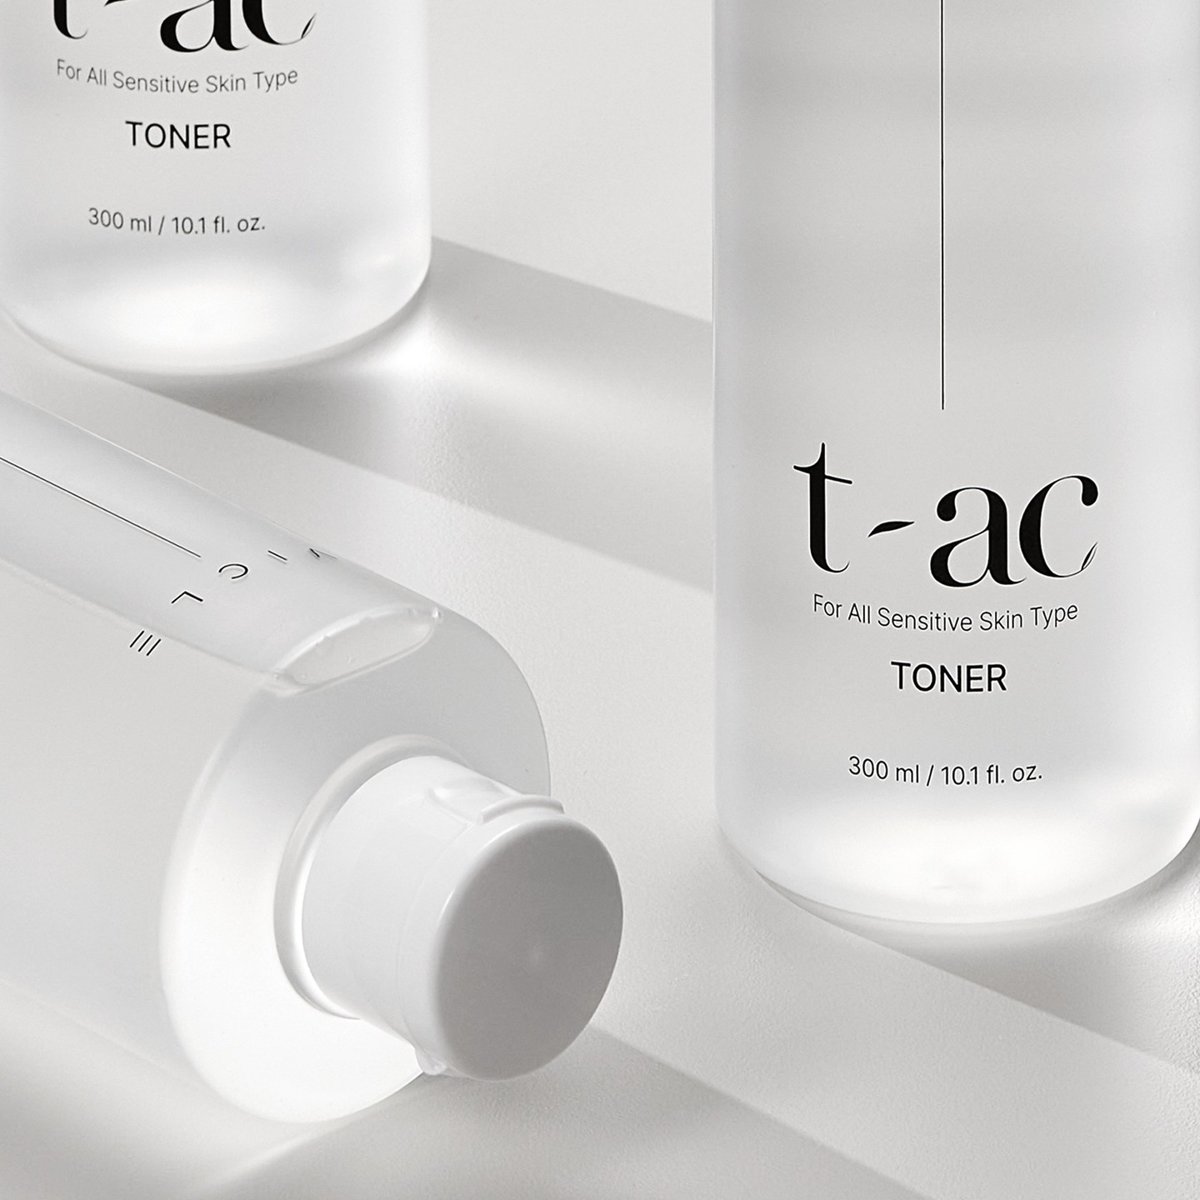 t-ac
For All Sensitive Skin Type
TONER
300 ml / 10.1 fl. oz.
t-ac
For All Sensitive Skin Type
TONER
300 ml / 10.1 fl. oz.